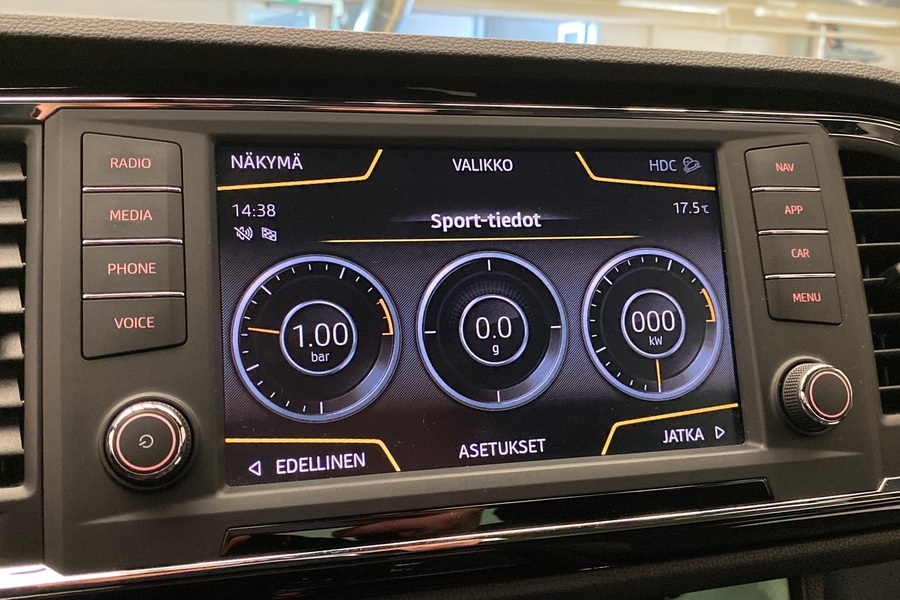 RADIO
MEDIA
PHONE
VOICE
NÄKYMÄ
VALIKKO
HDC
14:38
17.5℃
Sport-tiedot
1.00
bar
0.0
g
000
kW
EDELLINEN
ASETUKSET
JATKA
NAV
APP
CAR
MENU